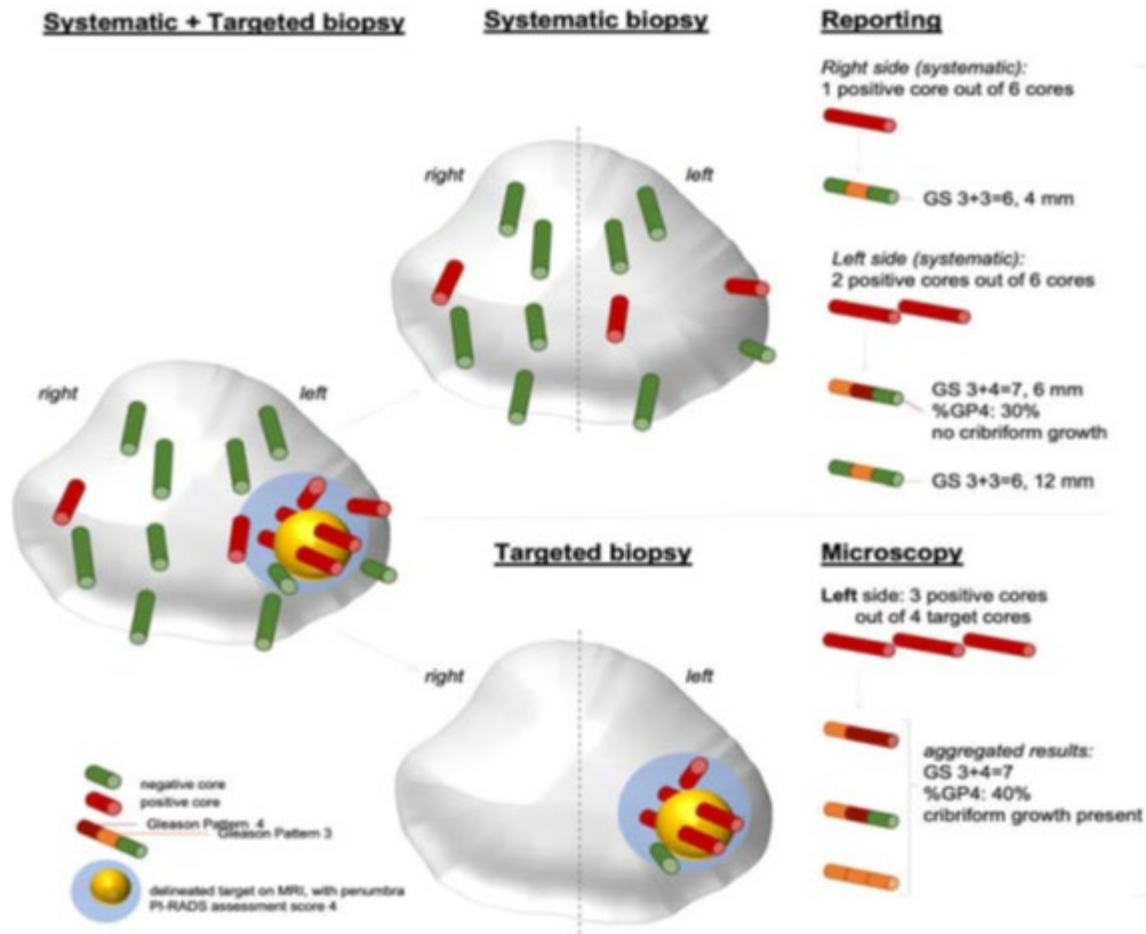 Systematic + Targeted biopsy
Systematic biopsy
Reporting
Right side (systematic):
1 positive core out of 6 cores
GS 3+3=6, 4 mm
right
left
Left side (systematic):
2 positive cores out of 6 cores
GS 3+4=7, 6 mm
%GP4: 30%
no cribriform growth
GS 3+3=6, 12 mm
right
left
Targeted biopsy
Microscopy
Left side: 3 positive cores
out of 4 target cores
right
left
aggregated results:
GS 3+4=7
%GP4: 40%
cribriform growth present
negative core
positive core
Gleason Pattern 4
Gleason Pattern 3
delineated target on MRI, with penumbra
PI-RADS assessment score 4